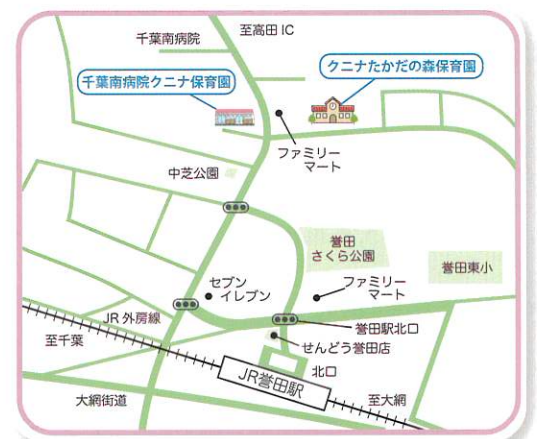 千葉南病院
至高田 IC
千葉南病院クニナ保育園
クニナたかだの森保育園
ファミリー
マート
中芝公園
誉田
さくら公園
誉田東小
セブン
イレブン
ファミリー
マート
JR 外房線
至千葉
誉田駅北口
せんどう誉田店
北口
JR誉田駅
大網街道
至大網